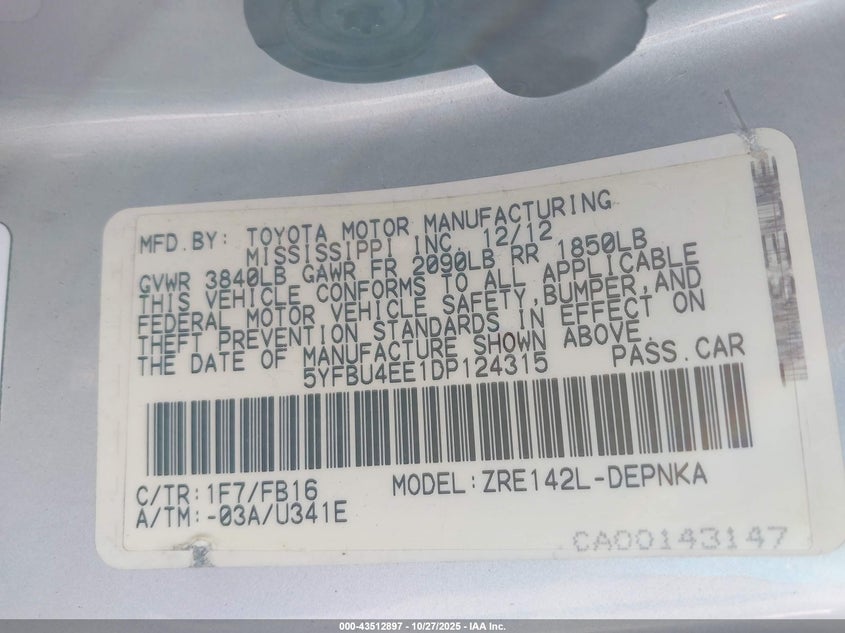 MFD.BY: TOYOTA MOTOR MANUFACTURING
MISSISSIPPI INC. 12/12
GVWR 3840LB GAWR FR 2090LB RR 1850LB
THIS VEHICLE CONFORMS TO ALL APPLICABLE
FEDERAL MOTOR VEHICLE SAFETY,BUMPER,AND
THEFT PREVENTION STANDARDS IN EFFECT ON
THE DATE OF MANUFACTURE SHOWN ABOVE.
5YFBU4EE1DP124315 PASS.CAR
C/TR:1F7/FB16 MODEL:ZRE142L-DEPNKA
A/TM:-03A/U341E
CA00143147
000-43512897 - 10/27/2025 - IAA Inc.